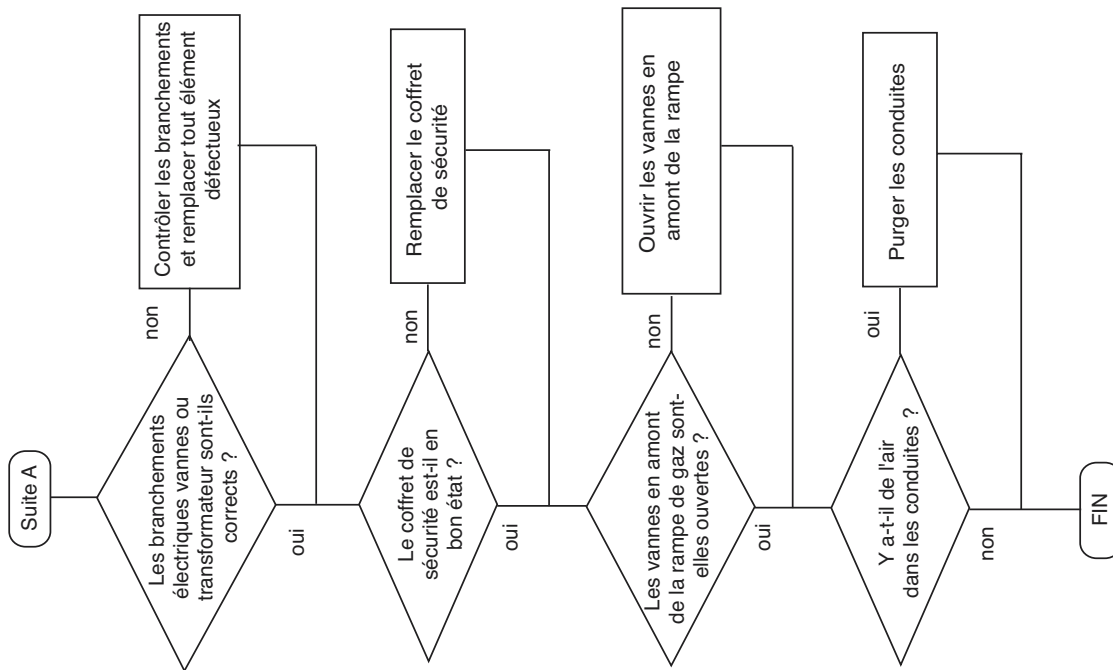 Suite A
Les branchements
électriques vannes ou
transformateur sont-ils
corrects ?
non
Contrôler les branchements
et remplacer tout élément
défectueux
oui
Le coffret de
sécurité est-il en
bon état ?
non
Remplacer le coffret
de sécurité
oui
Les vannes en amont
de la rampe de gaz sont-
elles ouvertes ?
non
Ouvrir les vannes en
amont de la rampe
oui
Y a-t-il de l'air
dans les conduites ?
oui
Purger les conduites
non
FIN